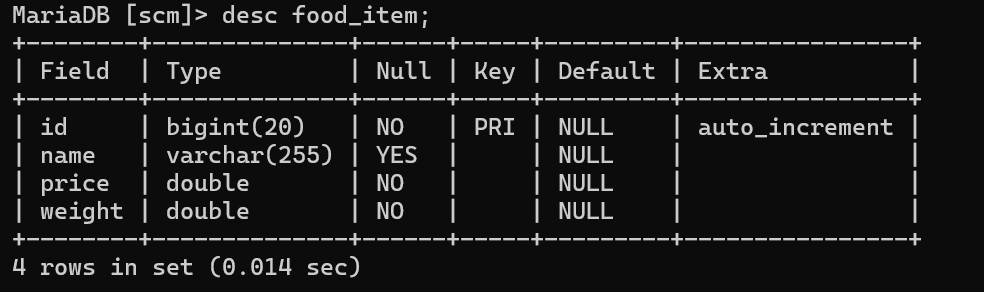 MariaDB [scm]> desc food_item;
+--------+--------------+------+-----+---------+----------------+
| Field  | Type         | Null | Key | Default | Extra          |
+--------+--------------+------+-----+---------+----------------+
| id     | bigint(20)   | NO   | PRI | NULL    | auto_increment |
| name   | varchar(255) | YES  |     | NULL    |                |
| price  | double       | NO   |     | NULL    |                |
| weight | double       | NO   |     | NULL    |                |
+--------+--------------+------+-----+---------+----------------+
4 rows in set (0.014 sec)